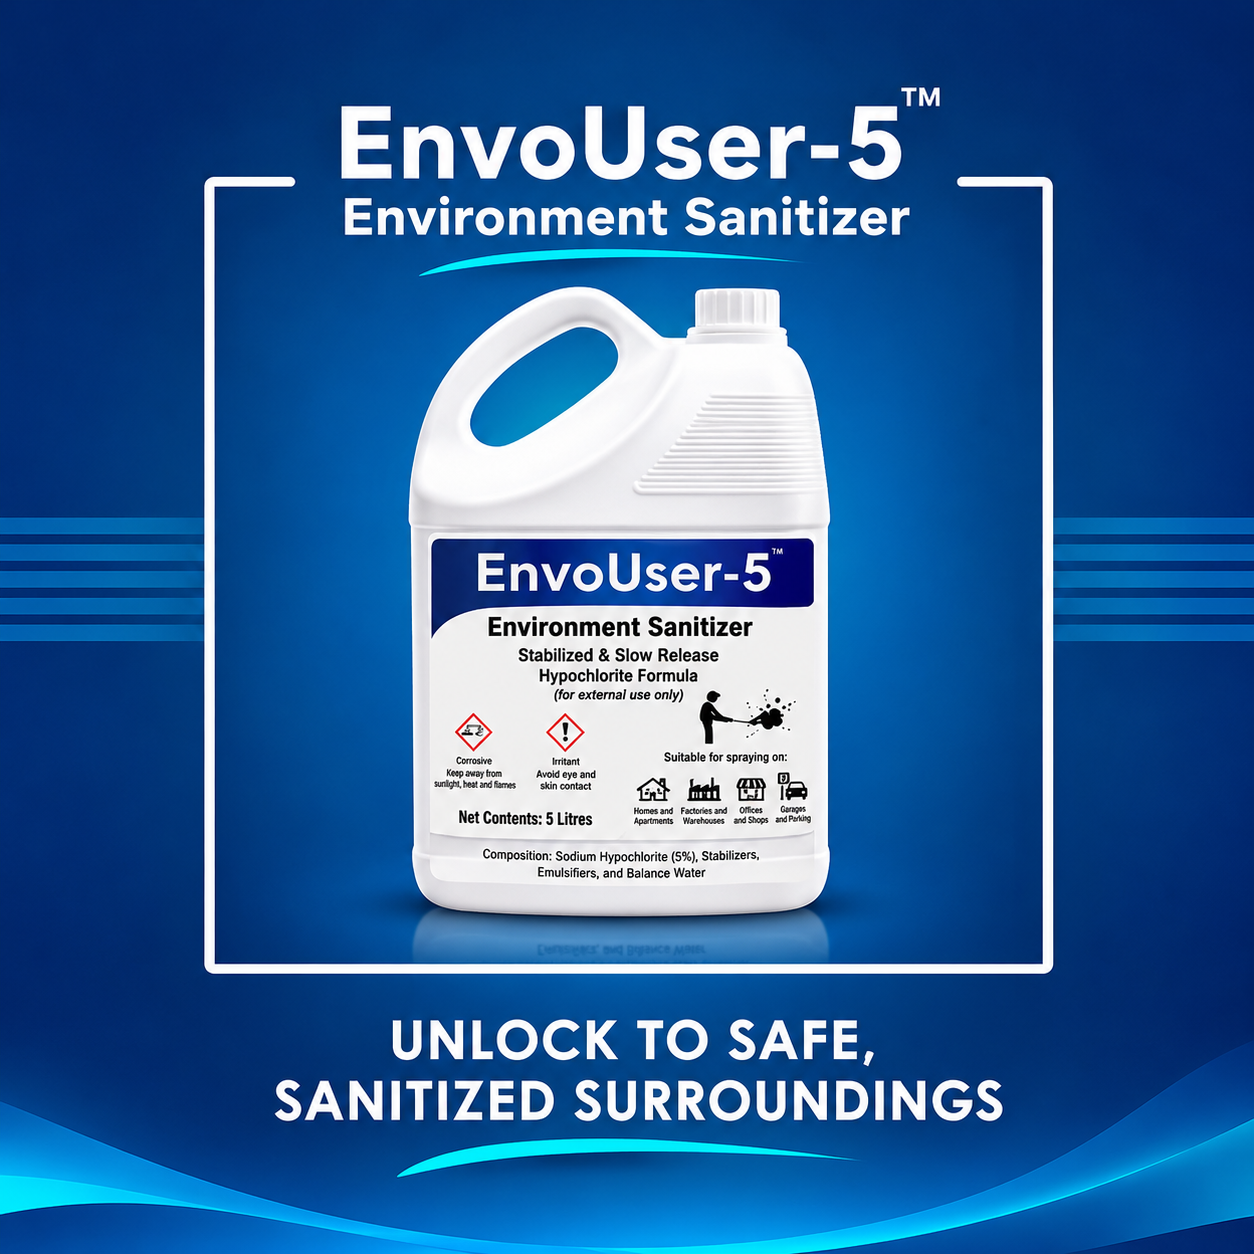 EnvoUser-5™
Environment Sanitizer
EnvoUser-5™
Environment Sanitizer
Stabilized & Slow Release
Hypochlorite Formula
(for external use only)
Corrosive
Keep away from
sunlight, heat and flames
Irritant
Avoid eye and
skin contact
Suitable for spraying on:
Homes and
Apartments
Factories and
Warehouses
Offices
and Shops
Garages
and Parking
Net Contents: 5 Litres
Composition: Sodium Hypochlorite (5%), Stabilizers,
Emulsifiers, and Balance Water
UNLOCK TO SAFE,
SANITIZED SURROUNDINGS